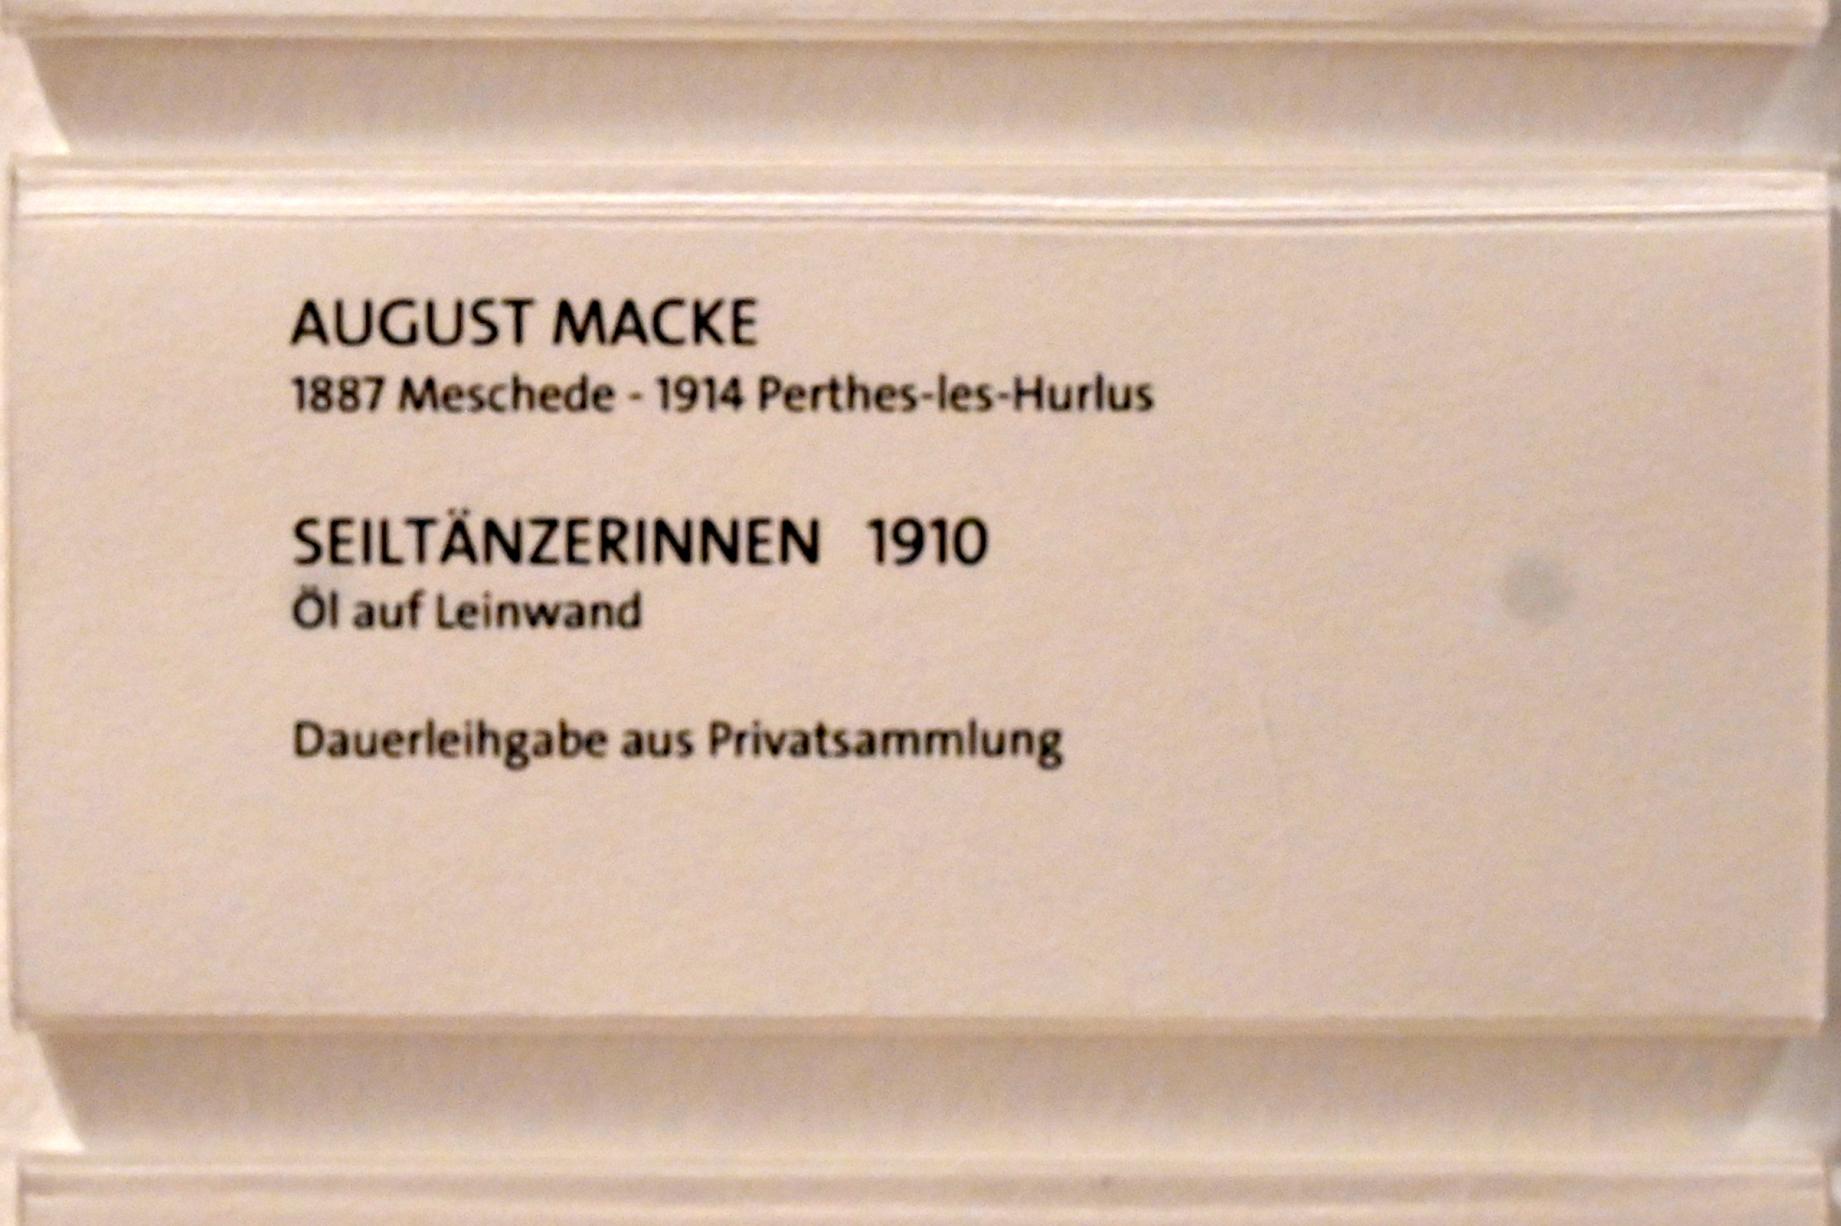 AUGUST MACKE
1887 Meschede - 1914 Perthes-les-Hurlus
SEILTÄNZERINNEN 1910
Öl auf Leinwand
Dauerleihgabe aus Privatsammlung